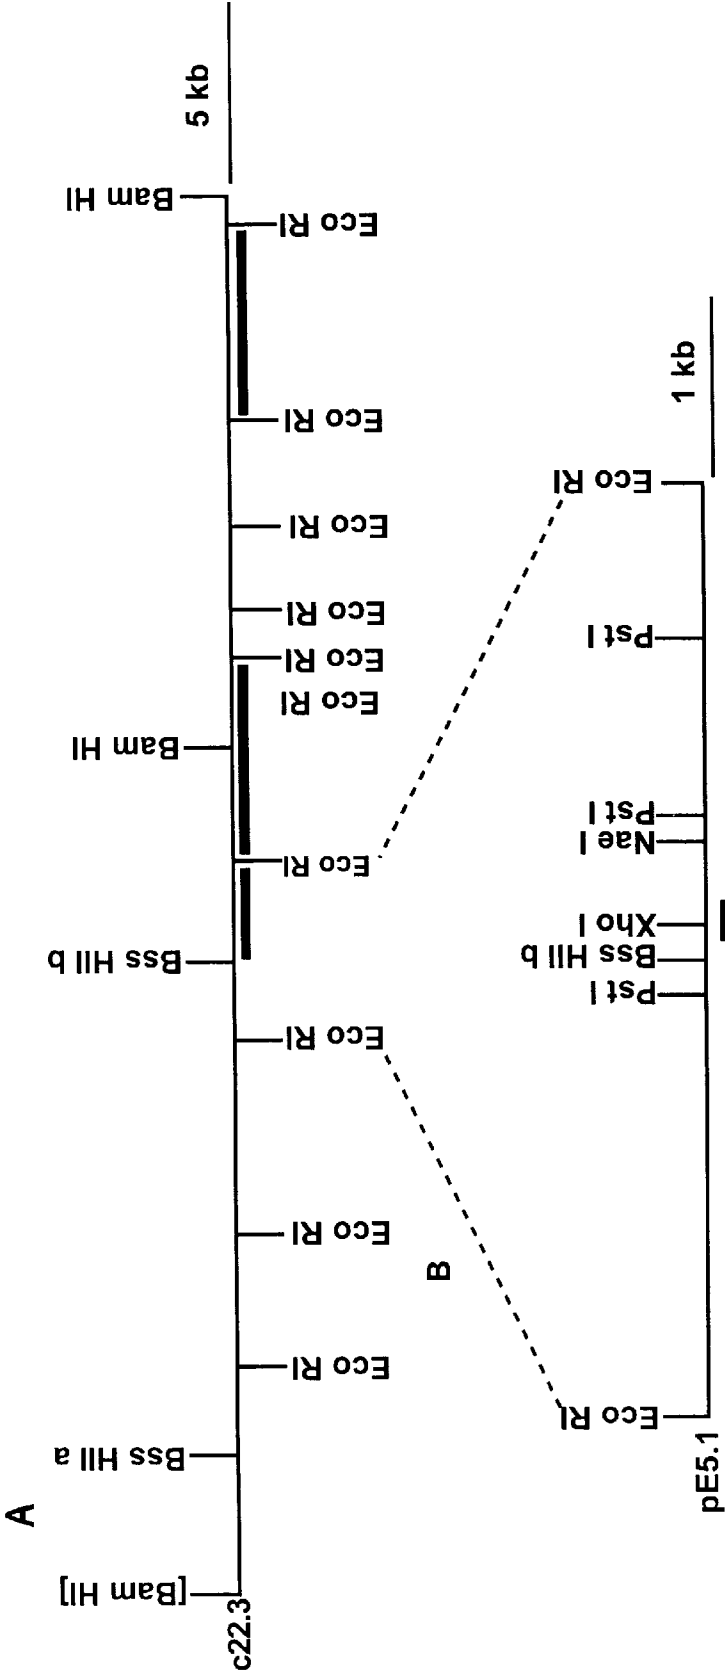 A
[Bam HI]
Bss HII a
Bss HII b
Bam HI
Bam HI
5 kb
c22.3
Eco RI
Eco RI
Eco RI
Eco RI
Eco RI
Eco RI
Eco RI
Eco RI
Eco RI
Eco RI
B
Eco RI
Pst I
Bss HII b
Xho I
Nae I
Pst I
Pst I
Eco RI
1 kb
pE5.1